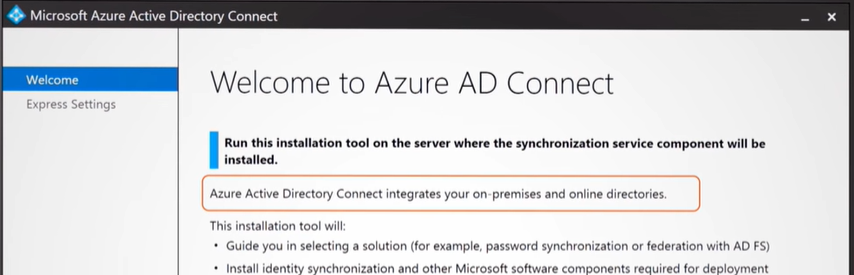 Microsoft Azure Active Directory Connect
Welcome
Express Settings
Welcome to Azure AD Connect
Run this installation tool on the server where the synchronization service component will be
installed.
Azure Active Directory Connect integrates your on-premises and online directories.
This installation tool will:
• Guide you in selecting a solution (for example, password synchronization or federation with AD FS)
• Install identity synchronization and other Microsoft software components required for deployment